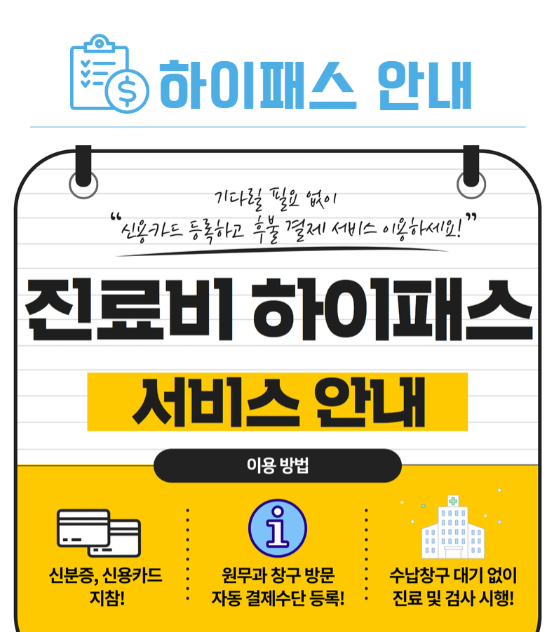 하이패스 안내
기다릴 필요 없이
“신용카드 등록하고 후불 결제 서비스 이용하세요!”
진료비 하이패스
서비스 안내
이용 방법
신분증, 신용카드
지참!
원무과 창구 방문
자동 결제수단 등록!
수납창구 대기 없이
진료 및 검사 시행!